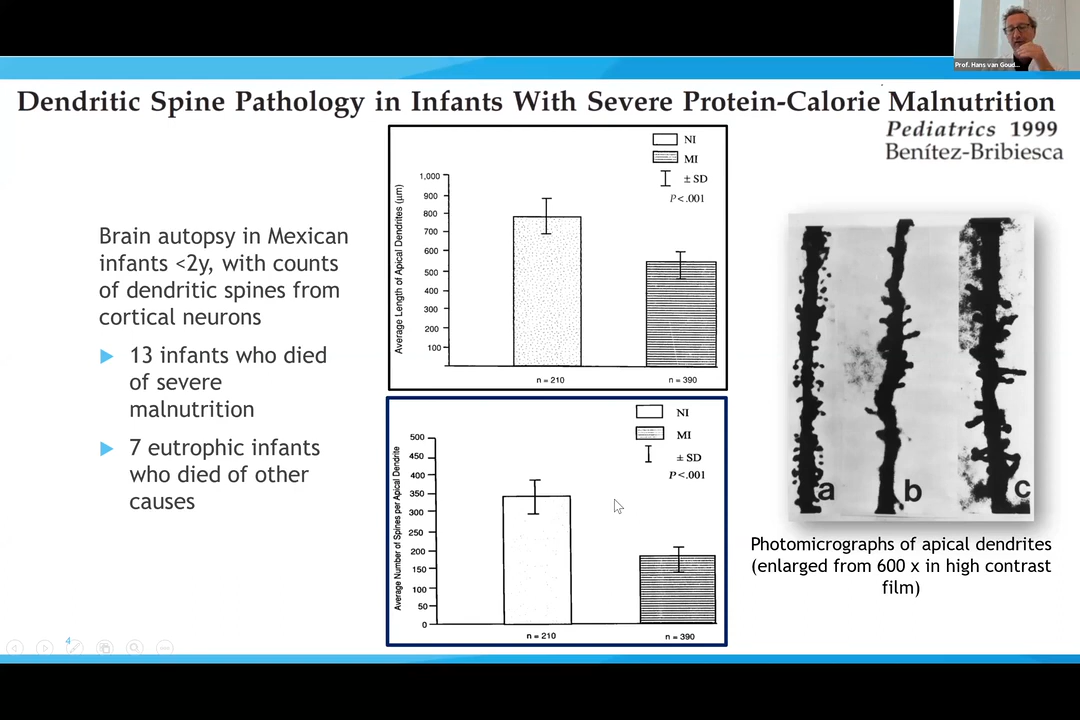 Prof. Hans van Goud...
Dendritic Spine Pathology in Infants With Severe Protein-Calorie Malnutrition
Pediatrics 1999
Benítez-Bribiesca
Brain autopsy in Mexican
infants <2y, with counts
of dendritic spines from
cortical neurons
13 infants who died
of severe
malnutrition
7 eutrophic infants
who died of other
causes
NI
MI
± SD
P<.001
Average Length of Apical Dendrites (μm)
1,000
900
800
700
600
500
400
300
200
100
n = 210
n = 390
NI
MI
± SD
P<.001
Average Number of Spines per Apical Dendrite
500
450
400
350
300
250
200
150
100
50
0
n = 210
n = 390
a
b
c
Photomicrographs of apical dendrites
(enlarged from 600 x in high contrast
film)
4